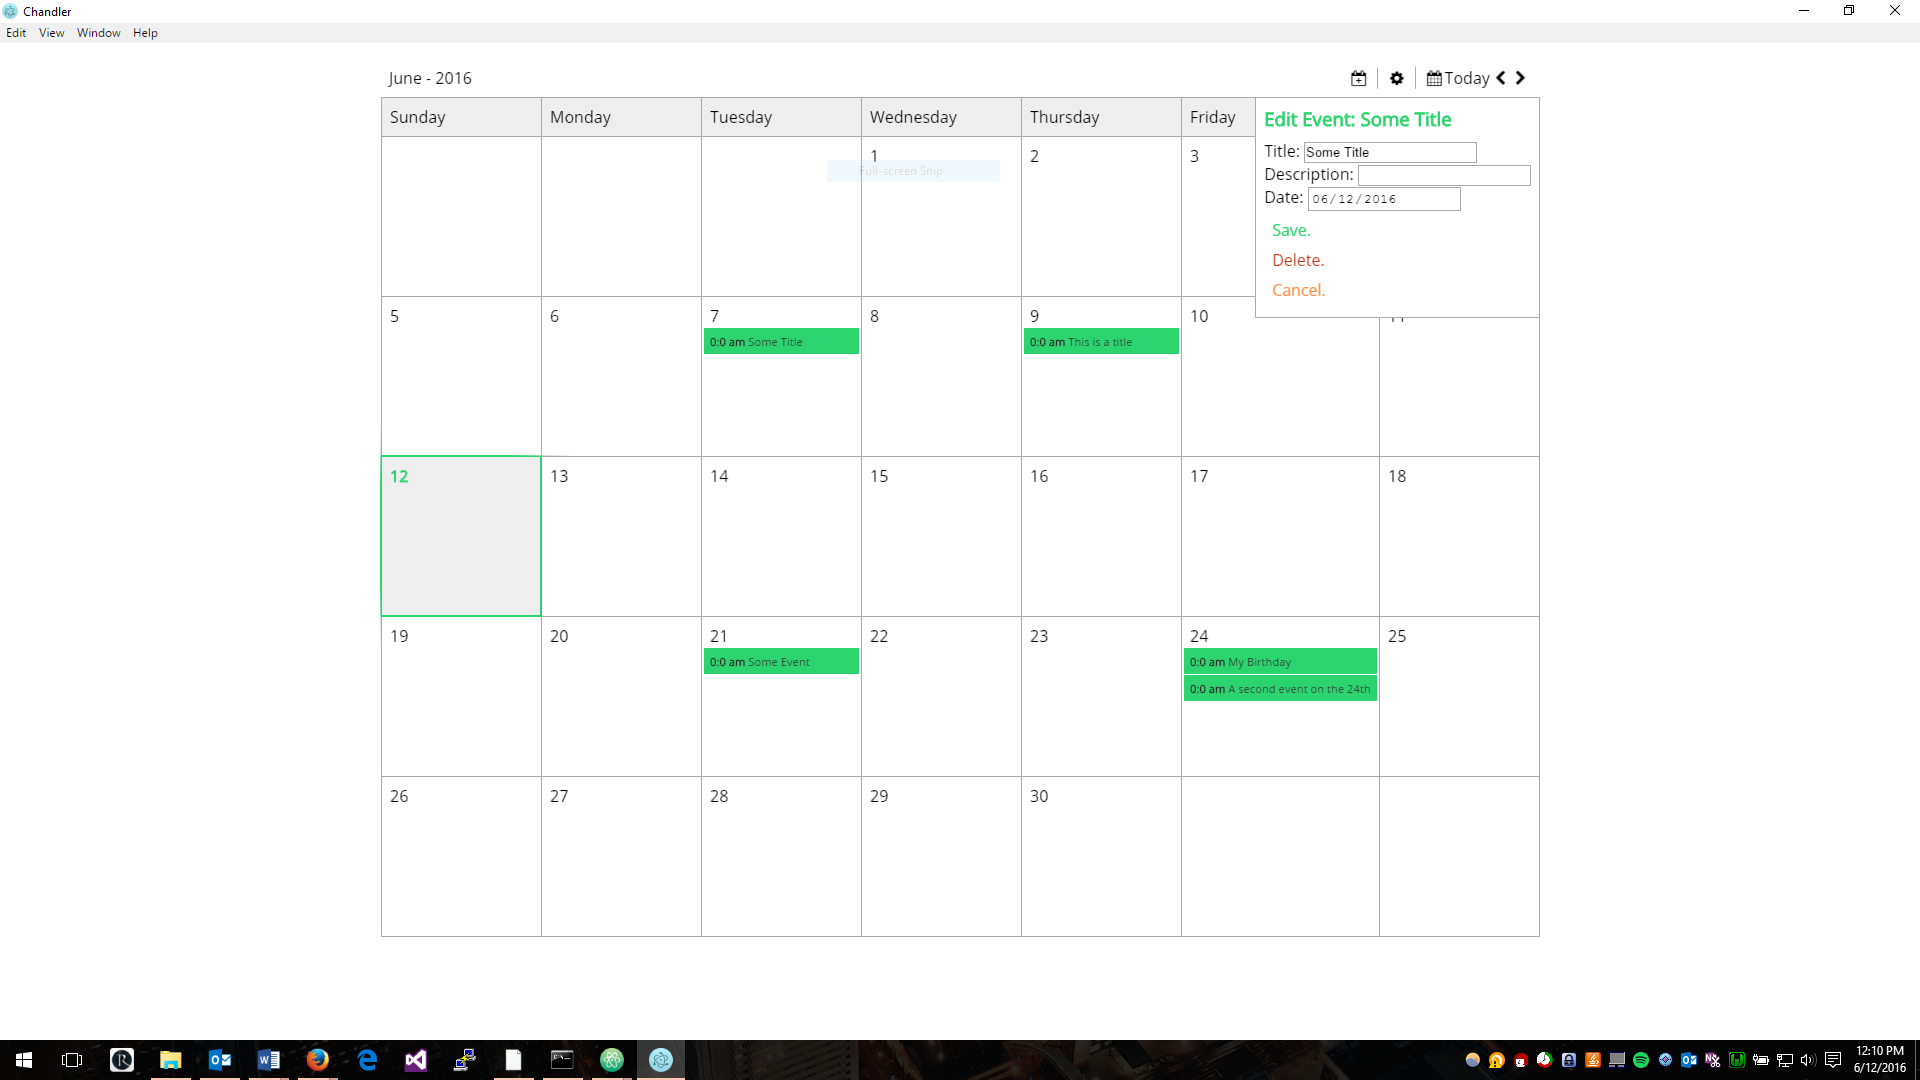 Chandler
Edit View Window Help
June - 2016
Today
Sunday Monday Tuesday Wednesday Thursday Friday
Edit Event: Some Title
Title: Some Title
Description:
Date: 06/12/2016
Save.
Delete.
Cancel.
1 2 3
Full-screen Snip
5 6 7 8 9 10
0:0 am Some Title
0:0 am This is a title
12 13 14 15 16 17 18
19 20 21 22 23 24 25
0:0 am Some Event
0:0 am My Birthday
0:0 am A second event on the 24th
26 27 28 29 30
12:10 PM
6/12/2016